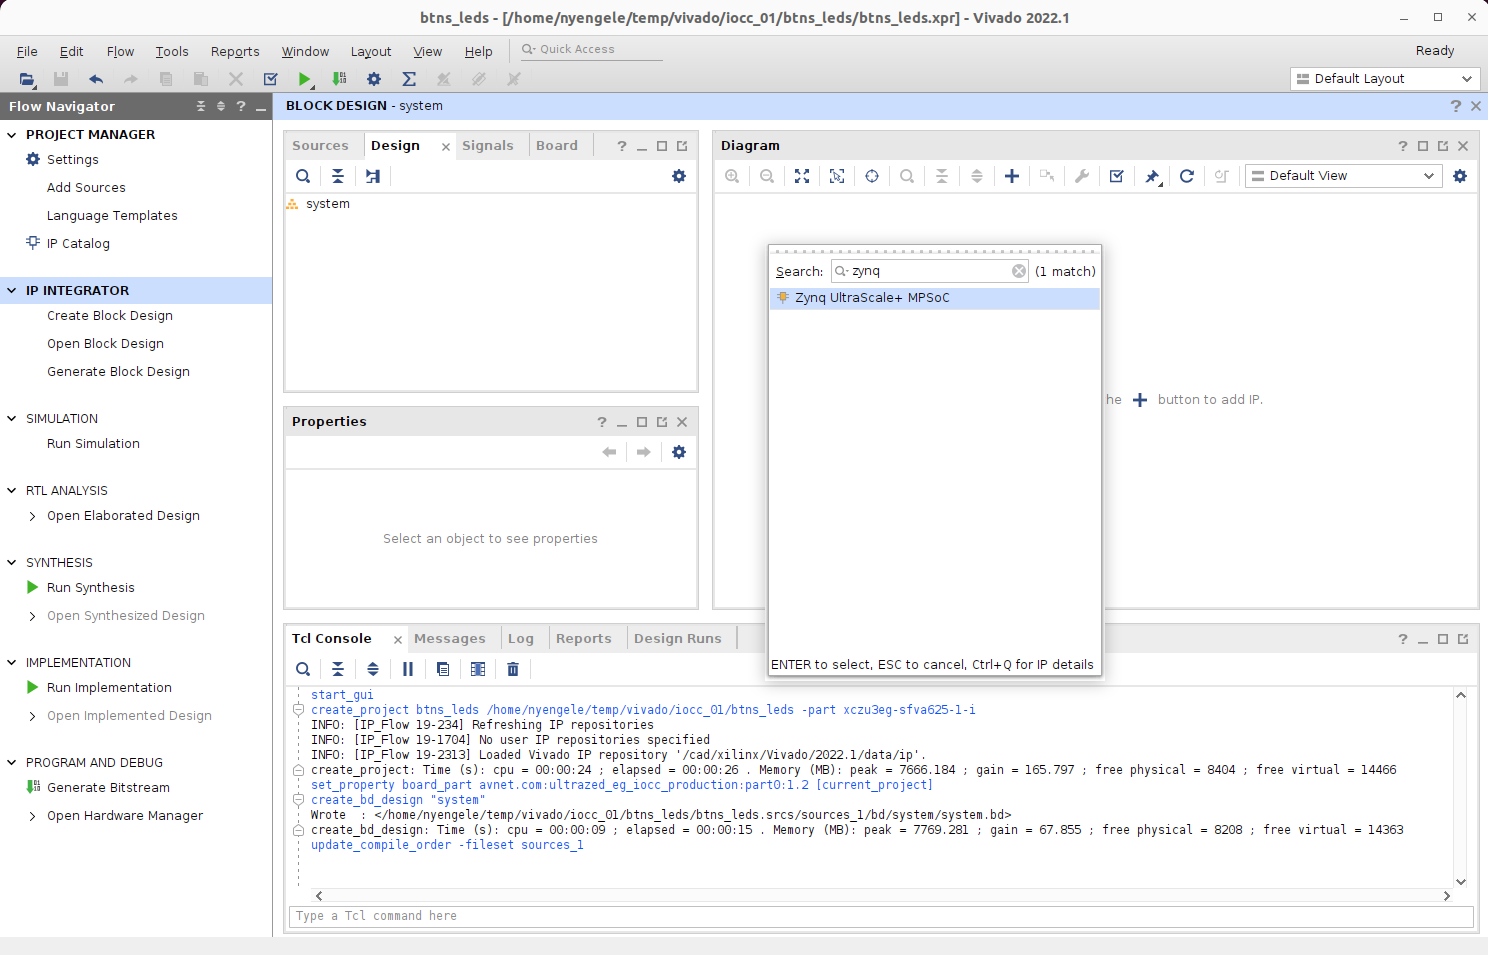 btns_leds - [/home/nyengele/temp/vivado/iocc_01/btns_leds/btns_leds.xpr] - Vivado 2022.1
File Edit Flow Tools Reports Window Layout View Help Quick Access Ready
Default Layout
Flow Navigator
PROJECT MANAGER
Settings
Add Sources
Language Templates
IP Catalog
IP INTEGRATOR
Create Block Design
Open Block Design
Generate Block Design
SIMULATION
Run Simulation
RTL ANALYSIS
Open Elaborated Design
SYNTHESIS
Run Synthesis
Open Synthesized Design
IMPLEMENTATION
Run Implementation
Open Implemented Design
PROGRAM AND DEBUG
Generate Bitstream
Open Hardware Manager
BLOCK DESIGN - system
Sources Design Signals Board
system
Properties
Select an object to see properties
Diagram
Default View
Search: zynq (1 match)
Zynq UltraScale+ MPSoC
he + button to add IP.
ENTER to select, ESC to cancel, Ctrl+Q for IP details
Tcl Console Messages Log Reports Design Runs
start_gui
create_project btns_leds /home/nyengele/temp/vivado/iocc_01/btns_leds -part xczu3eg-sfva625-1-i
INFO: [IP_Flow 19-234] Refreshing IP repositories
INFO: [IP_Flow 19-1704] No user IP repositories specified
INFO: [IP_Flow 19-2313] Loaded Vivado IP repository '/cad/xilinx/Vivado/2022.1/data/ip'.
create_project: Time (s): cpu = 00:00:24 ; elapsed = 00:00:26 . Memory (MB): peak = 7666.184 ; gain = 165.797 ; free physical = 8404 ; free virtual = 14466
set_property board_part avnet.com:ultrazed_eg_iocc_production:part0:1.2 [current_project]
create_bd_design "system"
Wrote  : </home/nyengele/temp/vivado/iocc_01/btns_leds/btns_leds.srcs/sources_1/bd/system/system.bd>
create_bd_design: Time (s): cpu = 00:00:09 ; elapsed = 00:00:15 . Memory (MB): peak = 7769.281 ; gain = 67.855 ; free physical = 8208 ; free virtual = 14363
update_compile_order -fileset sources_1
Type a Tcl command here